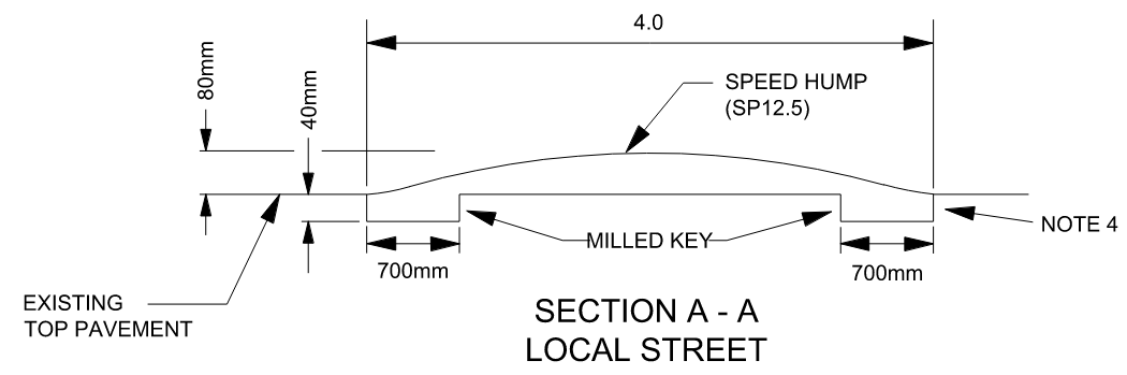 4.0
80mm
40mm
SPEED HUMP
(SP12.5)
MILLED KEY
NOTE 4
700mm
700mm
EXISTING
TOP PAVEMENT
SECTION A - A
LOCAL STREET